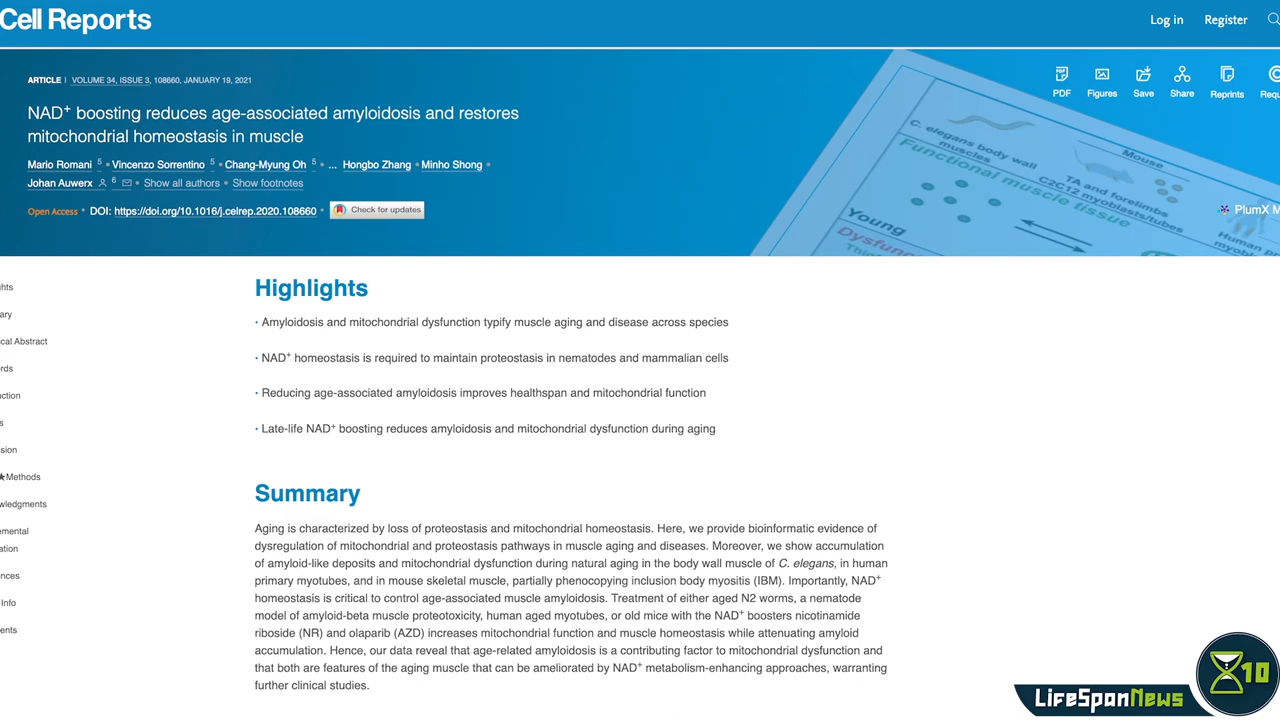 Cell Reports
Log in Register
ARTICLE | VOLUME 34, ISSUE 3, 108660, JANUARY 19, 2021
NAD+ boosting reduces age-associated amyloidosis and restores
mitochondrial homeostasis in muscle
Mario Romani 5 • Vincenzo Sorrentino 5 • Chang-Myung Oh 5 • ... Hongbo Zhang • Minho Shong •
Johan Auwerx 6 • Show all authors • Show footnotes
Open Access • DOI: https://doi.org/10.1016/j.celrep.2020.108660 • Check for updates
PDF Figures Save Share Reprints Requ
PlumX M
C. elegans body wall
muscles
Mouse
TA and forelimbs
C2C12 myoblasts/tubes
Functional muscle tissue
Young
Human pr
myobl
Dysfunc
ghts
ary
cal Abstract
rds
uction
s
sion
★Methods
wledgments
emental
ation
nces
Info
ents
Highlights
• Amyloidosis and mitochondrial dysfunction typify muscle aging and disease across species
• NAD+ homeostasis is required to maintain proteostasis in nematodes and mammalian cells
• Reducing age-associated amyloidosis improves healthspan and mitochondrial function
• Late-life NAD+ boosting reduces amyloidosis and mitochondrial dysfunction during aging
Summary
Aging is characterized by loss of proteostasis and mitochondrial homeostasis. Here, we provide bioinformatic evidence of
dysregulation of mitochondrial and proteostasis pathways in muscle aging and diseases. Moreover, we show accumulation
of amyloid-like deposits and mitochondrial dysfunction during natural aging in the body wall muscle of C. elegans, in human
primary myotubes, and in mouse skeletal muscle, partially phenocopying inclusion body myositis (IBM). Importantly, NAD+
homeostasis is critical to control age-associated muscle amyloidosis. Treatment of either aged N2 worms, a nematode
model of amyloid-beta muscle proteotoxicity, human aged myotubes, or old mice with the NAD+ boosters nicotinamide
riboside (NR) and olaparib (AZD) increases mitochondrial function and muscle homeostasis while attenuating amyloid
accumulation. Hence, our data reveal that age-related amyloidosis is a contributing factor to mitochondrial dysfunction and
that both are features of the aging muscle that can be ameliorated by NAD+ metabolism-enhancing approaches, warranting
further clinical studies.
LifeSpanNews
10